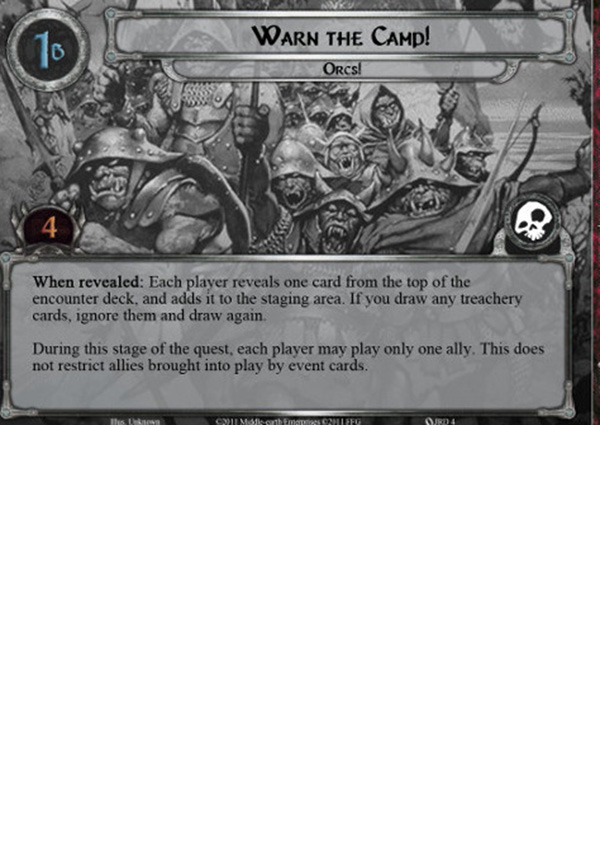 1B
WARN THE CAMP!
ORCS!
4
When revealed: Each player reveals one card from the top of the
encounter deck, and adds it to the staging area. If you draw any treachery
cards, ignore them and draw again.
During this stage of the quest, each player may play only one ally. This does
not restrict allies brought into play by event cards.
Illus. Unknown ©2011 Middle-earth Enterprises ©2011 FFG JRD 4